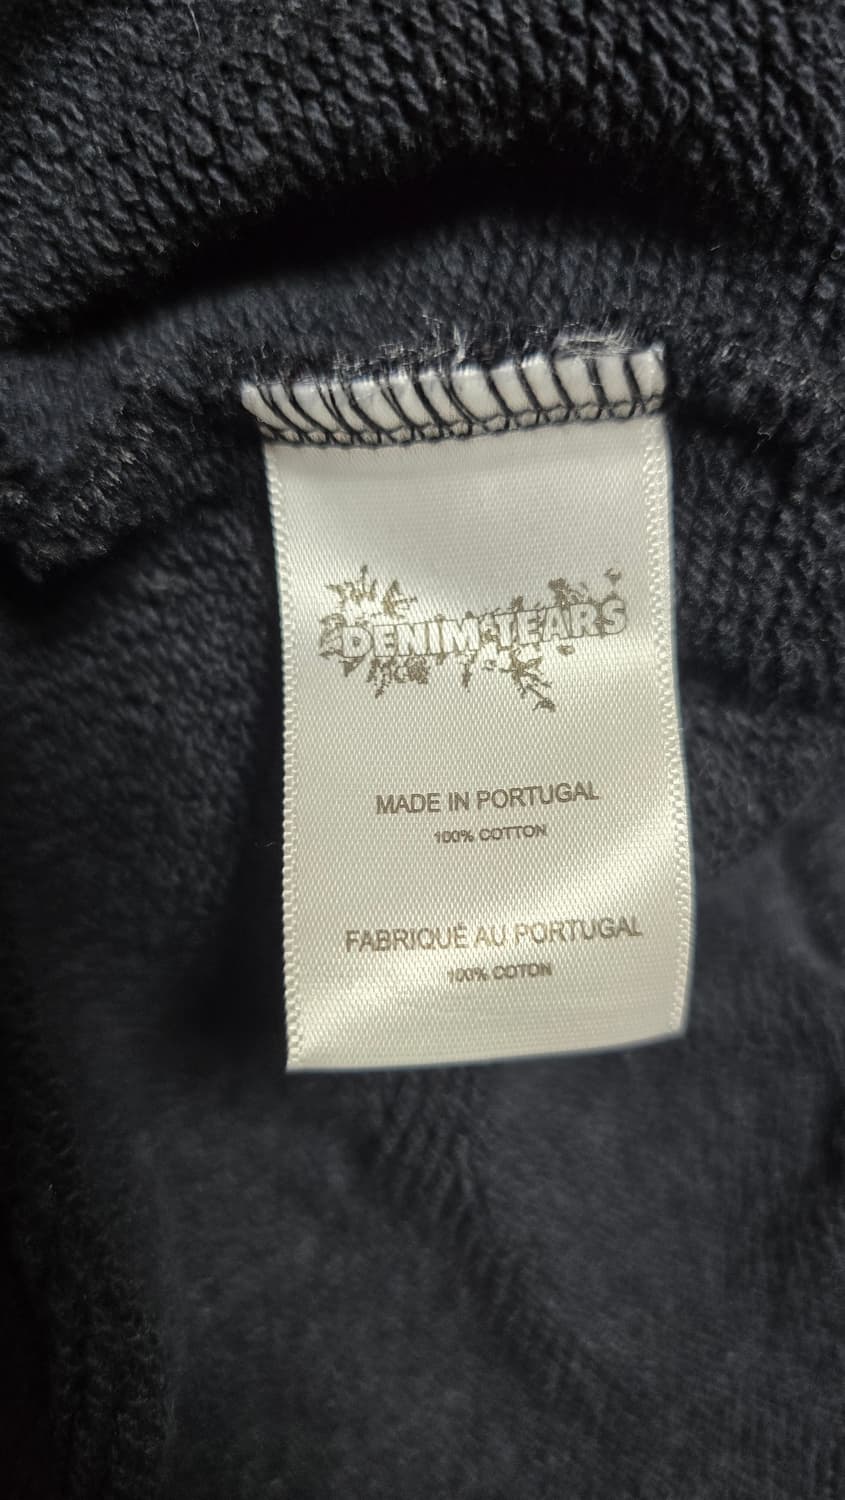 DENIM TEARS
MADE IN PORTUGAL
100% COTTON
FABRIQUÉ AU PORTUGAL
100% COTON